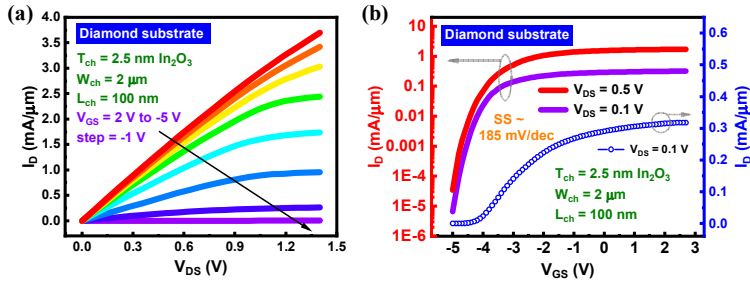 (a)
Diamond substrate
T_ch = 2.5 nm In₂O₃
W_ch = 2 μm
L_ch = 100 nm
V_GS = 2 V to -5 V
step = -1 V
I_D (mA/μm)
4.0
3.5
3.0
2.5
2.0
1.5
1.0
0.5
0.0
0.0 0.3 0.6 0.9 1.2 1.5
V_DS (V)
(b)
Diamond substrate
V_DS = 0.5 V
V_DS = 0.1 V
SS ~
185 mV/dec
V_DS = 0.1 V
T_ch = 2.5 nm In₂O₃
W_ch = 2 μm
L_ch = 100 nm
I_D (mA/μm)
10
1
0.1
0.01
0.001
1E-4
1E-5
1E-6
-5 -4 -3 -2 -1 0 1 2 3
V_GS (V)
0.6
0.5
0.4
0.3
0.2
0.1
0.0
I_D (mA/μm)